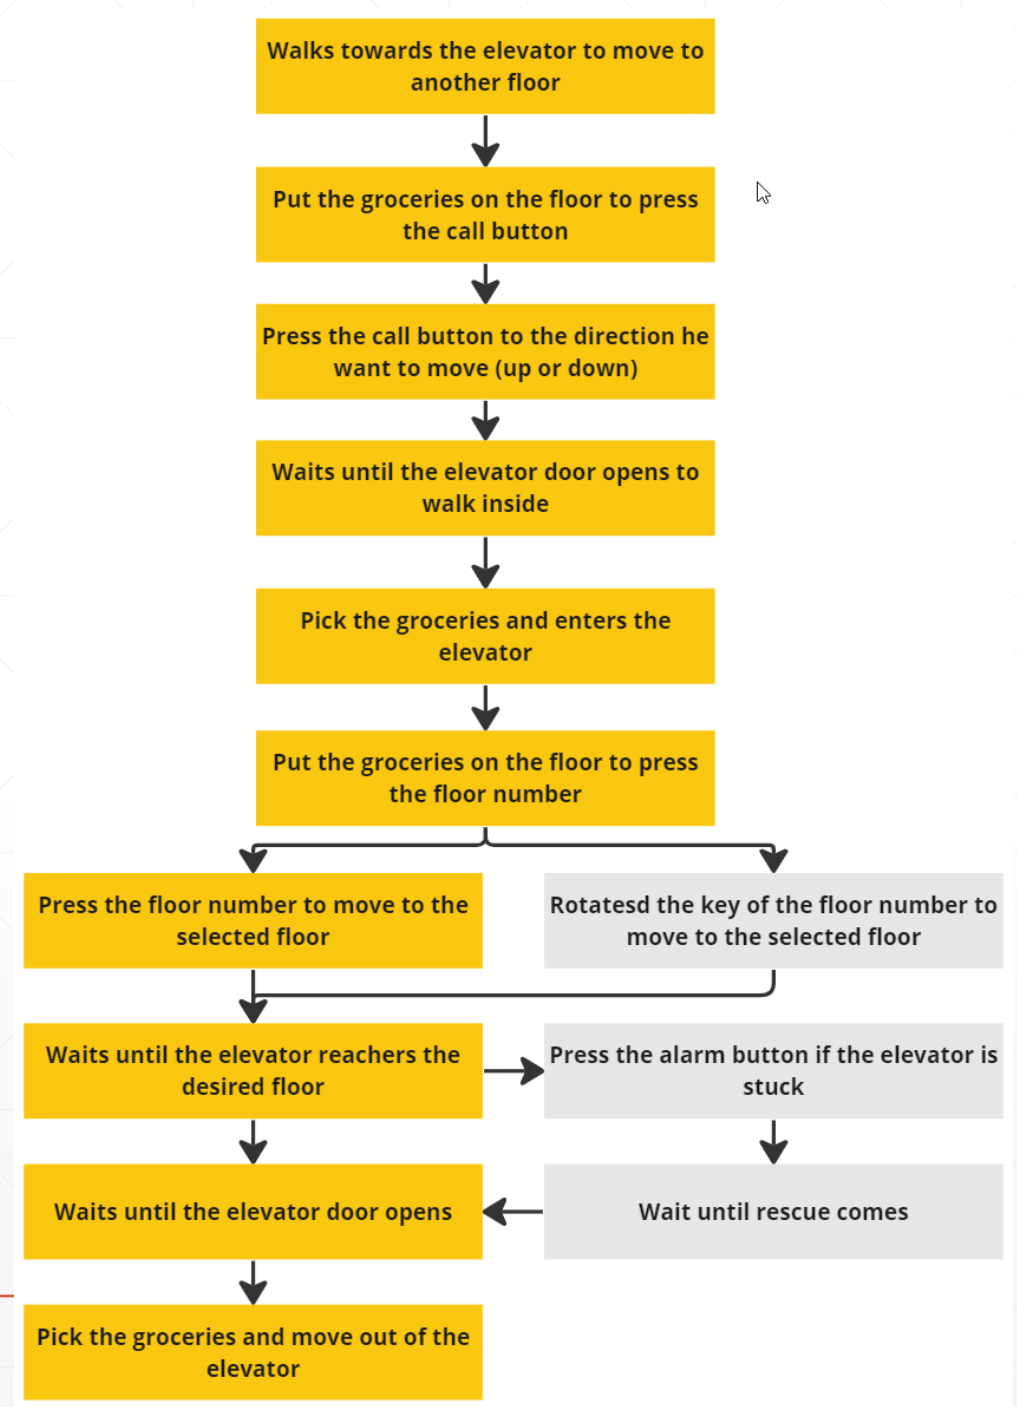 Walks towards the elevator to move to
another floor
Put the groceries on the floor to press
the call button
Press the call button to the direction he
want to move (up or down)
Waits until the elevator door opens to
walk inside
Pick the groceries and enters the
elevator
Put the groceries on the floor to press
the floor number
Press the floor number to move to the
selected floor
Rotatesd the key of the floor number to
move to the selected floor
Waits until the elevator reachers the
desired floor
Press the alarm button if the elevator is
stuck
Waits until the elevator door opens
Wait until rescue comes
Pick the groceries and move out of the
elevator